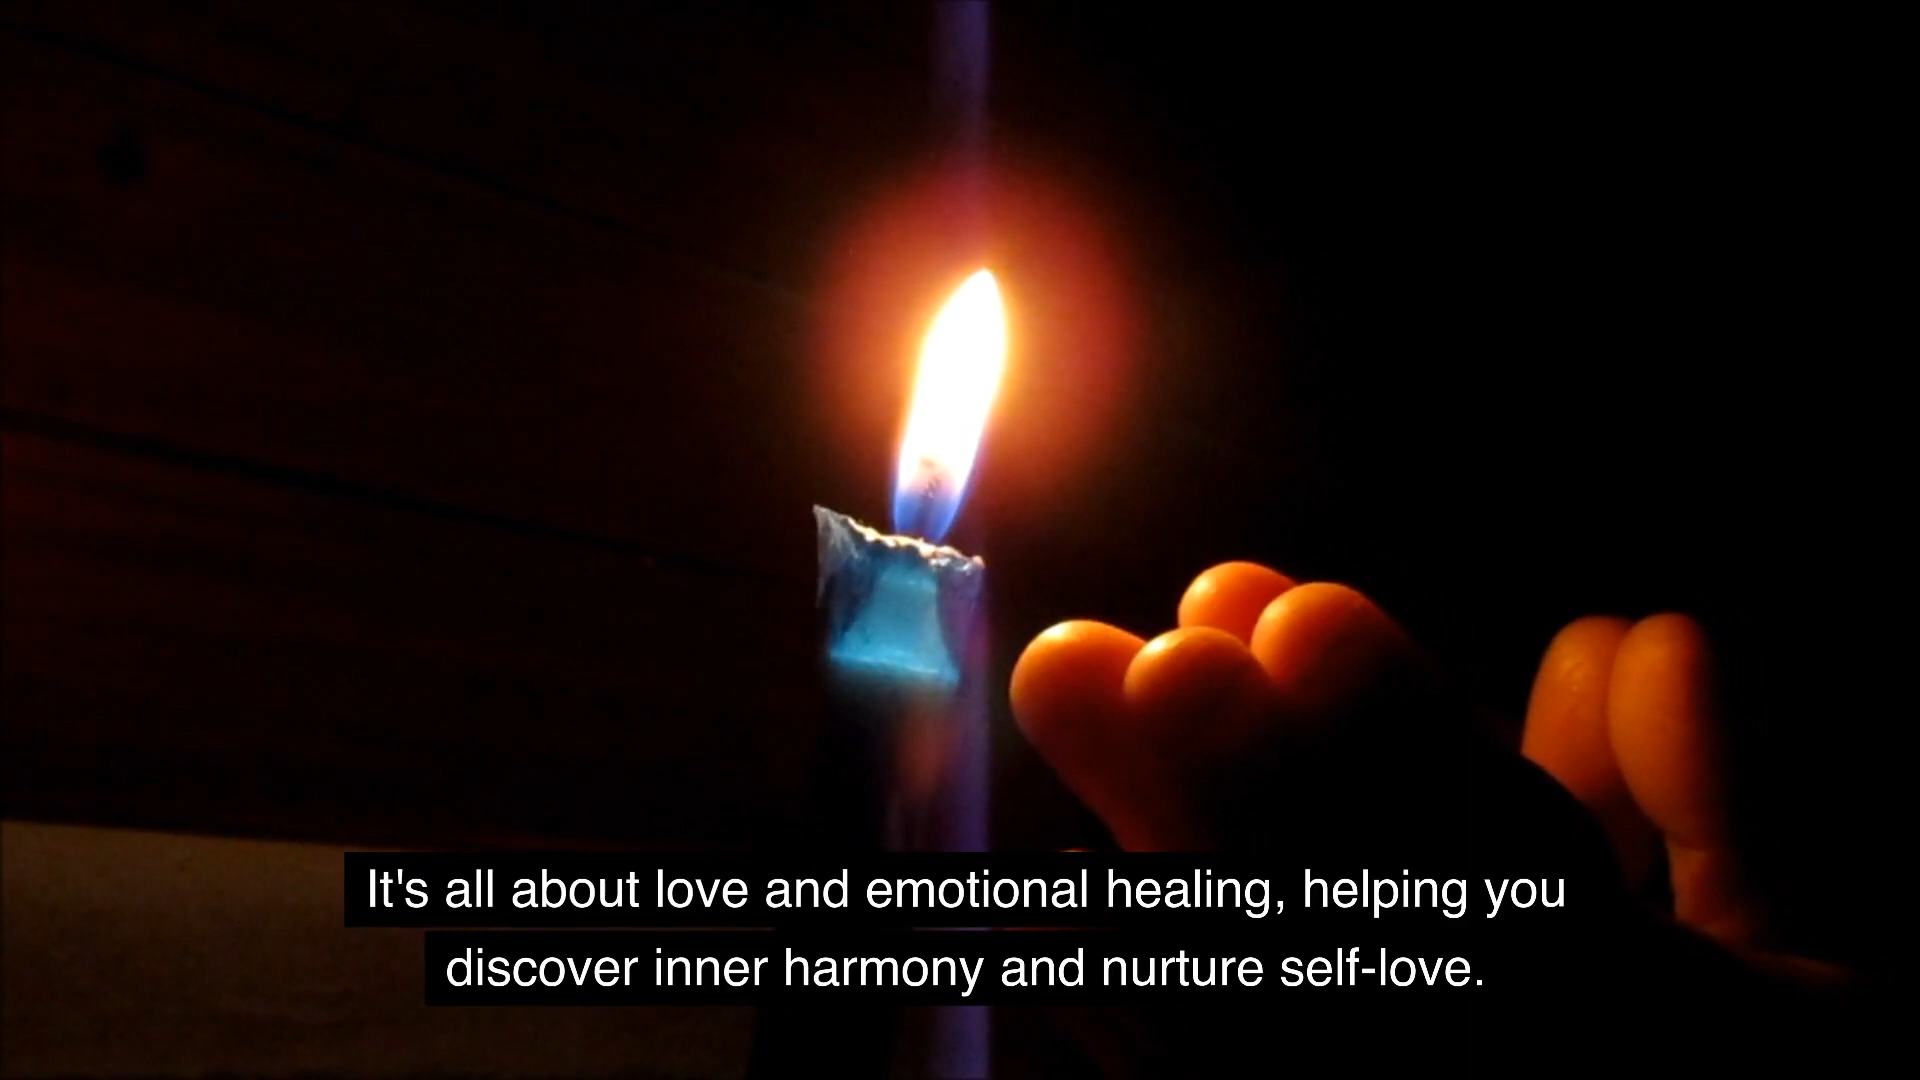 It's all about love and emotional healing, helping you
discover inner harmony and nurture self-love.